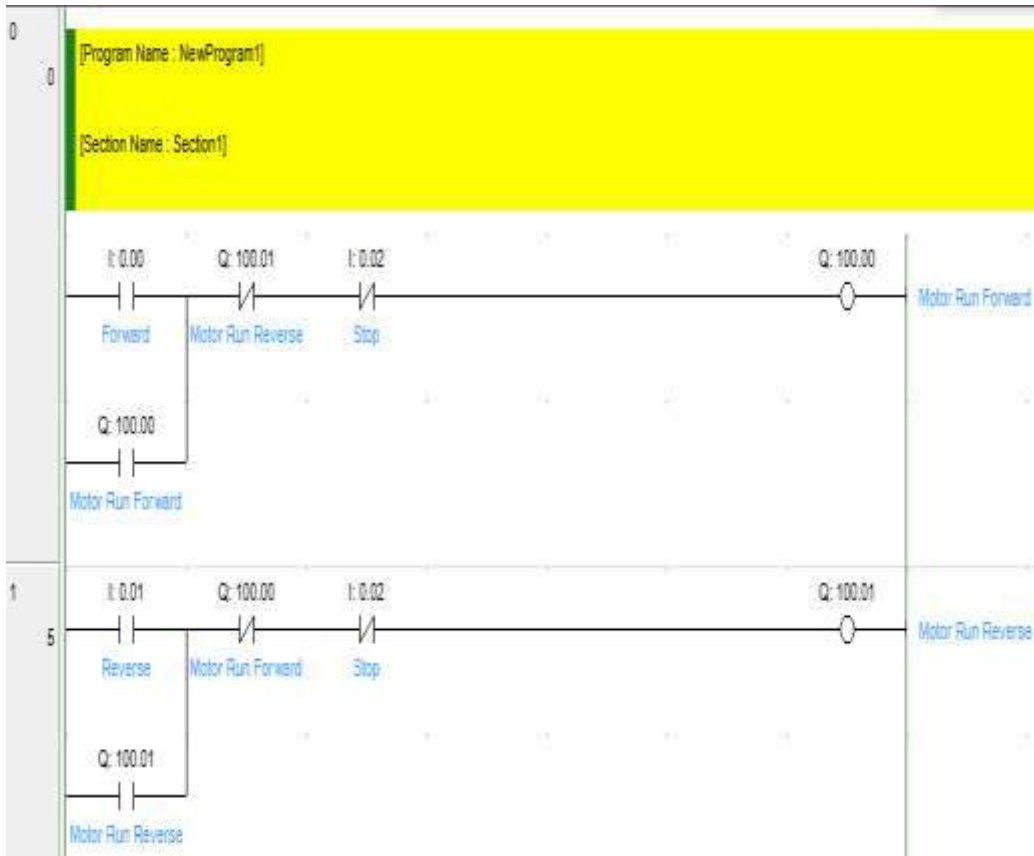 0
0
[Program Name : NewProgram1]
[Section Name : Section1]
I: 0.00 Q: 100.01 I: 0.02 Q: 100.00
Motor Run Forward
Forward Motor Run Reverse Stop
Q: 100.00
Motor Run Forward
1
I: 0.01 Q: 100.00 I: 0.02 Q: 100.01
5
Motor Run Reverse
Reverse Motor Run Forward Stop
Q: 100.01
Motor Run Reverse